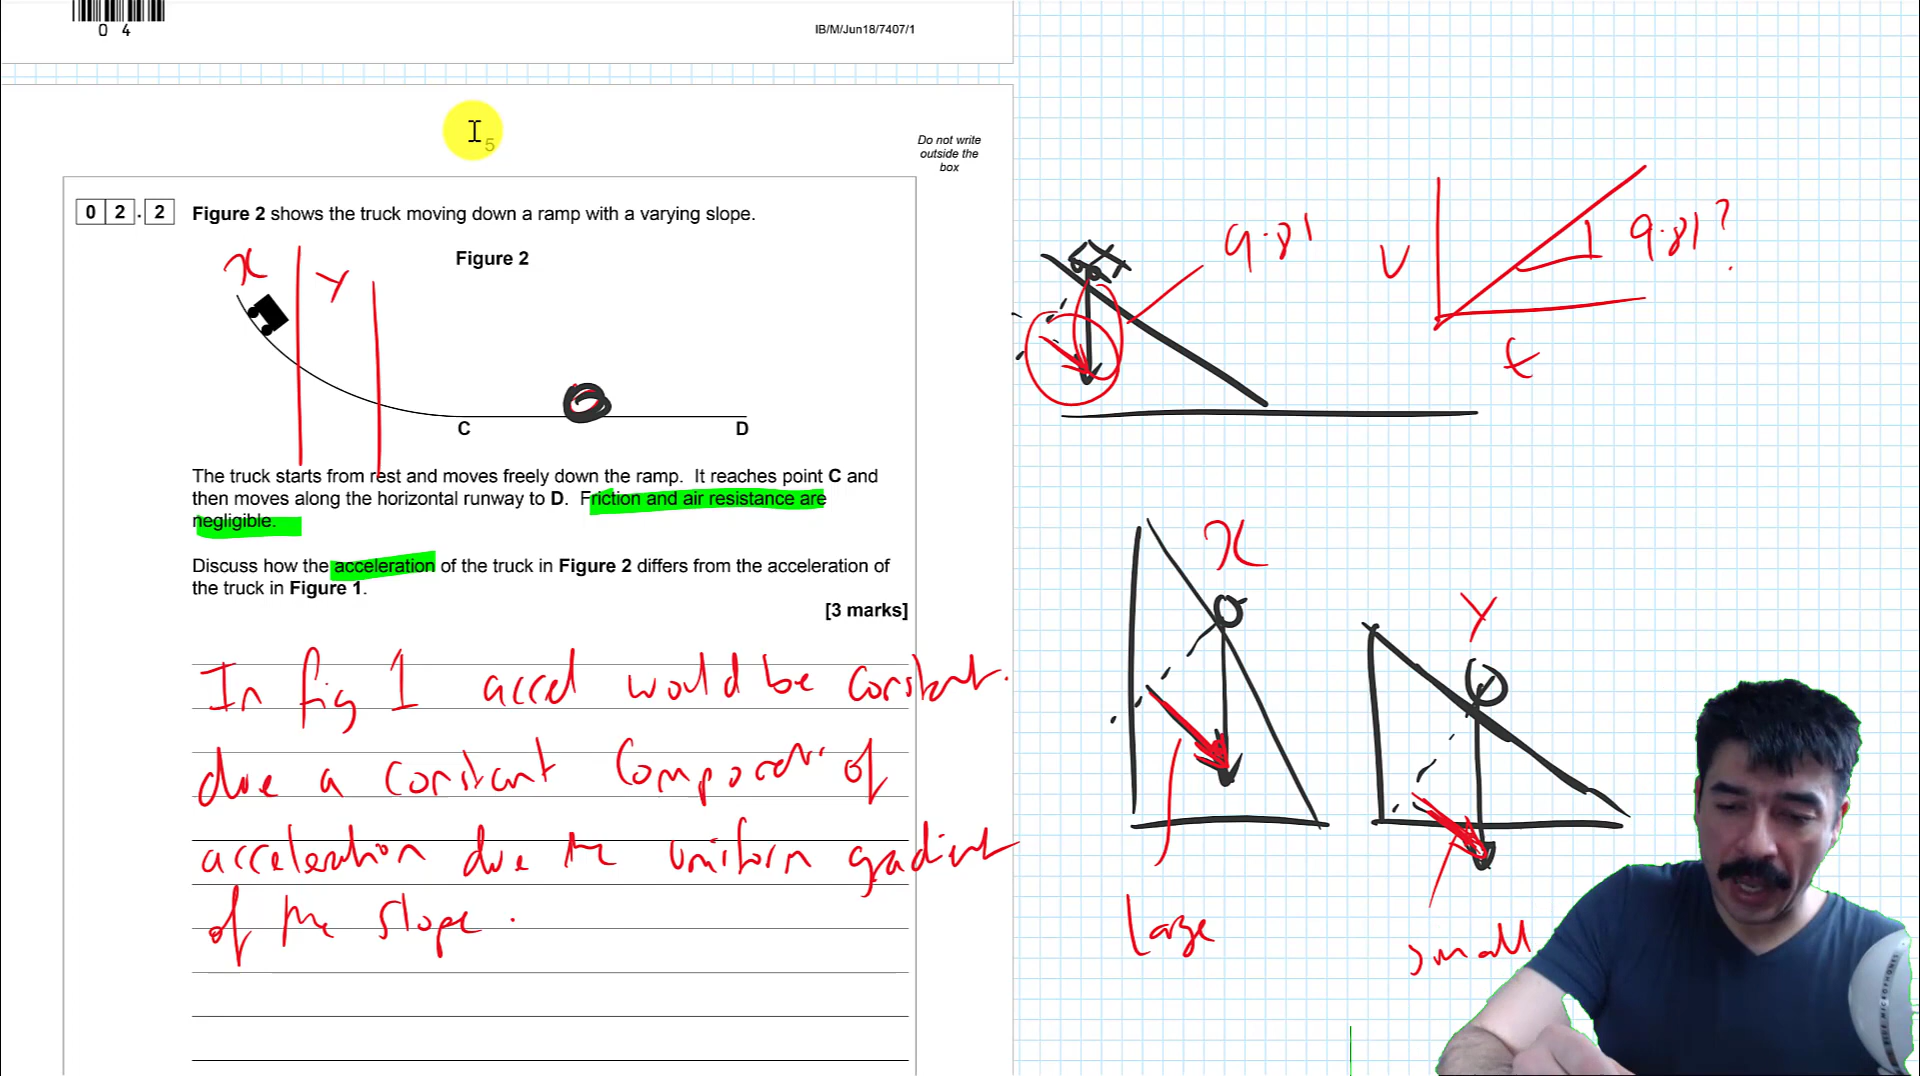 0 4
IB/M/Jun18/7407/1
5
Do not write
outside the
box
0 2 . 2 Figure 2 shows the truck moving down a ramp with a varying slope.
Figure 2
x Y
C D
The truck starts from rest and moves freely down the ramp. It reaches point C and
then moves along the horizontal runway to D. Friction and air resistance are
negligible.
Discuss how the acceleration of the truck in Figure 2 differs from the acceleration of
the truck in Figure 1.
[3 marks]
In fig 1 accel would be constant.
due a constant component of
acceleration due the uniform gradient
of the slope.
9.81
V
9.81?
t
x
Y
large
small